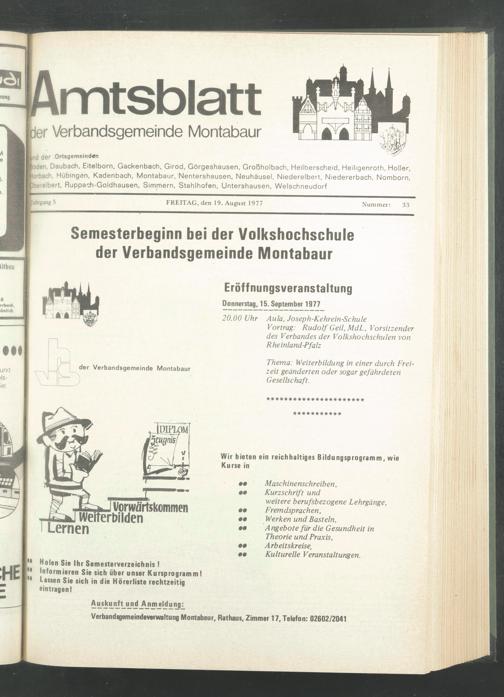 Amtsblatt
der Verbandsgemeinde Montabaur
und der Ortsgemeinden
Boden, Daubach, Eitelborn, Gackenbach, Girod, Görgeshausen, Großholbach, Heilberscheid, Heiligenroth, Holler,
Horbach, Hübingen, Kadenbach, Montabaur, Nentershausen, Neuhäusel, Niederelbert, Niedererbach, Nomborn,
Oberelbert, Ruppach-Goldhausen, Simmern, Stahlhofen, Untershausen, Welschneudorf
Jahrgang 5 FREITAG, den 19. August 1977 Nummer: 33
Semesterbeginn bei der Volkshochschule
der Verbandsgemeinde Montabaur
Eröffnungsveranstaltung
Donnerstag, 15. September 1977
20.00 Uhr Aula, Joseph-Kehrein-Schule
Vortrag: Rudolf Geil, MdL., Vorsitzender
des Verbandes der Volkshochschulen von
Rheinland-Pfalz
Thema: Weiterbildung in einer durch Frei-
zeit geänderten oder sogar gefährdeten
Gesellschaft.
**********************
***********
der Verbandsgemeinde Montabaur
DIPLOM
Zeugnis
Vorwärtskommen
Weiterbilden
Lernen
Wir bieten ein reichhaltiges Bildungsprogramm, wie
Kurse in
Maschinenschreiben,
Kurzschrift und
weitere berufsbezogene Lehrgänge,
Fremdsprachen,
Werken und Basteln,
Angebote für die Gesundheit in
Theorie und Praxis,
Arbeitskreise,
Kulturelle Veranstaltungen.
** Holen Sie Ihr Semesterverzeichnis !
** Informieren Sie sich über unser Kursprogramm !
** Lassen Sie sich in die Hörerliste rechtzeitig
eintragen!
Auskunft und Anmeldung:
Verbandsgemeindeverwaltung Montabaur, Rathaus, Zimmer 17, Telefon: 02602/2041